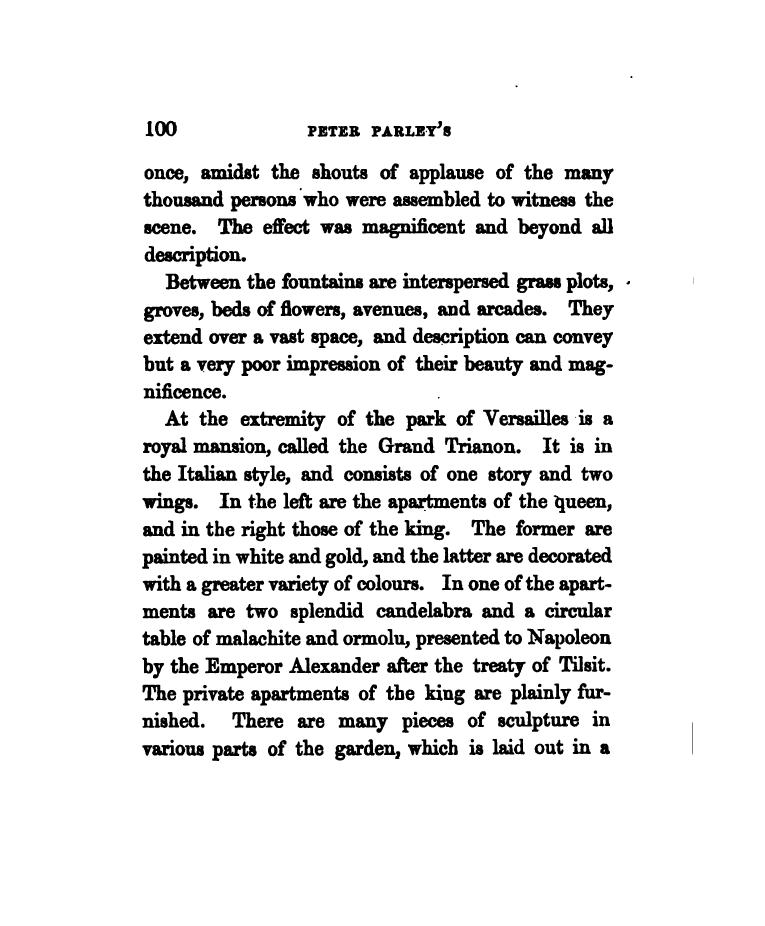 100 PETER PARLEY'S
once, amidst the shouts of applause of the many
thousand persons who were assembled to witness the
scene. The effect was magnificent and beyond all
description.
Between the fountains are interspersed grass plots,
groves, beds of flowers, avenues, and arcades. They
extend over a vast space, and description can convey
but a very poor impression of their beauty and mag-
nificence.
At the extremity of the park of Versailles is a
royal mansion, called the Grand Trianon. It is in
the Italian style, and consists of one story and two
wings. In the left are the apartments of the queen,
and in the right those of the king. The former are
painted in white and gold, and the latter are decorated
with a greater variety of colours. In one of the apart-
ments are two splendid candelabra and a circular
table of malachite and ormolu, presented to Napoleon
by the Emperor Alexander after the treaty of Tilsit.
The private apartments of the king are plainly fur-
nished. There are many pieces of sculpture in
various parts of the garden, which is laid out in a